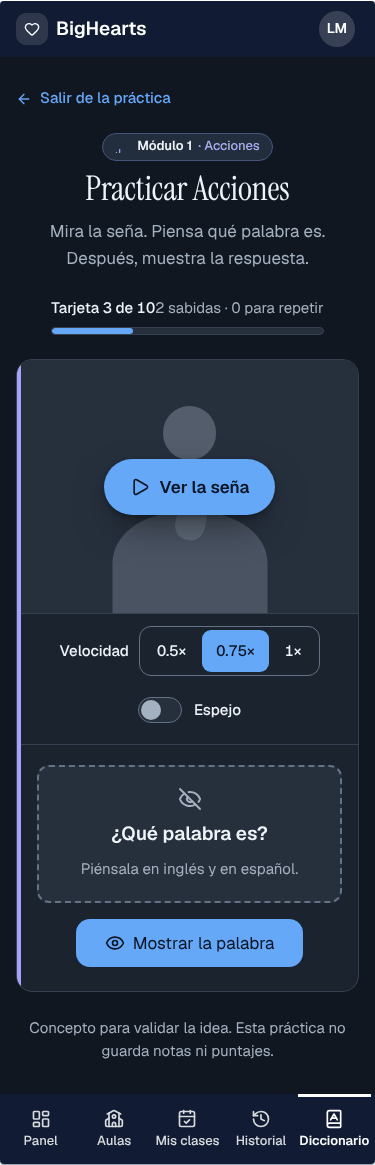 BigHearts
LM
Salir de la práctica
Módulo 1 · Acciones
Practicar Acciones
Mira la seña. Piensa qué palabra es.
Después, muestra la respuesta.
Tarjeta 3 de 102 sabidas · 0 para repetir
Ver la seña
Velocidad 0.5× 0.75× 1×
Espejo
¿Qué palabra es?
Piénsala en inglés y en español.
Mostrar la palabra
Concepto para validar la idea. Esta práctica no
guarda notas ni puntajes.
Panel Aulas Mis clases Historial Diccionario